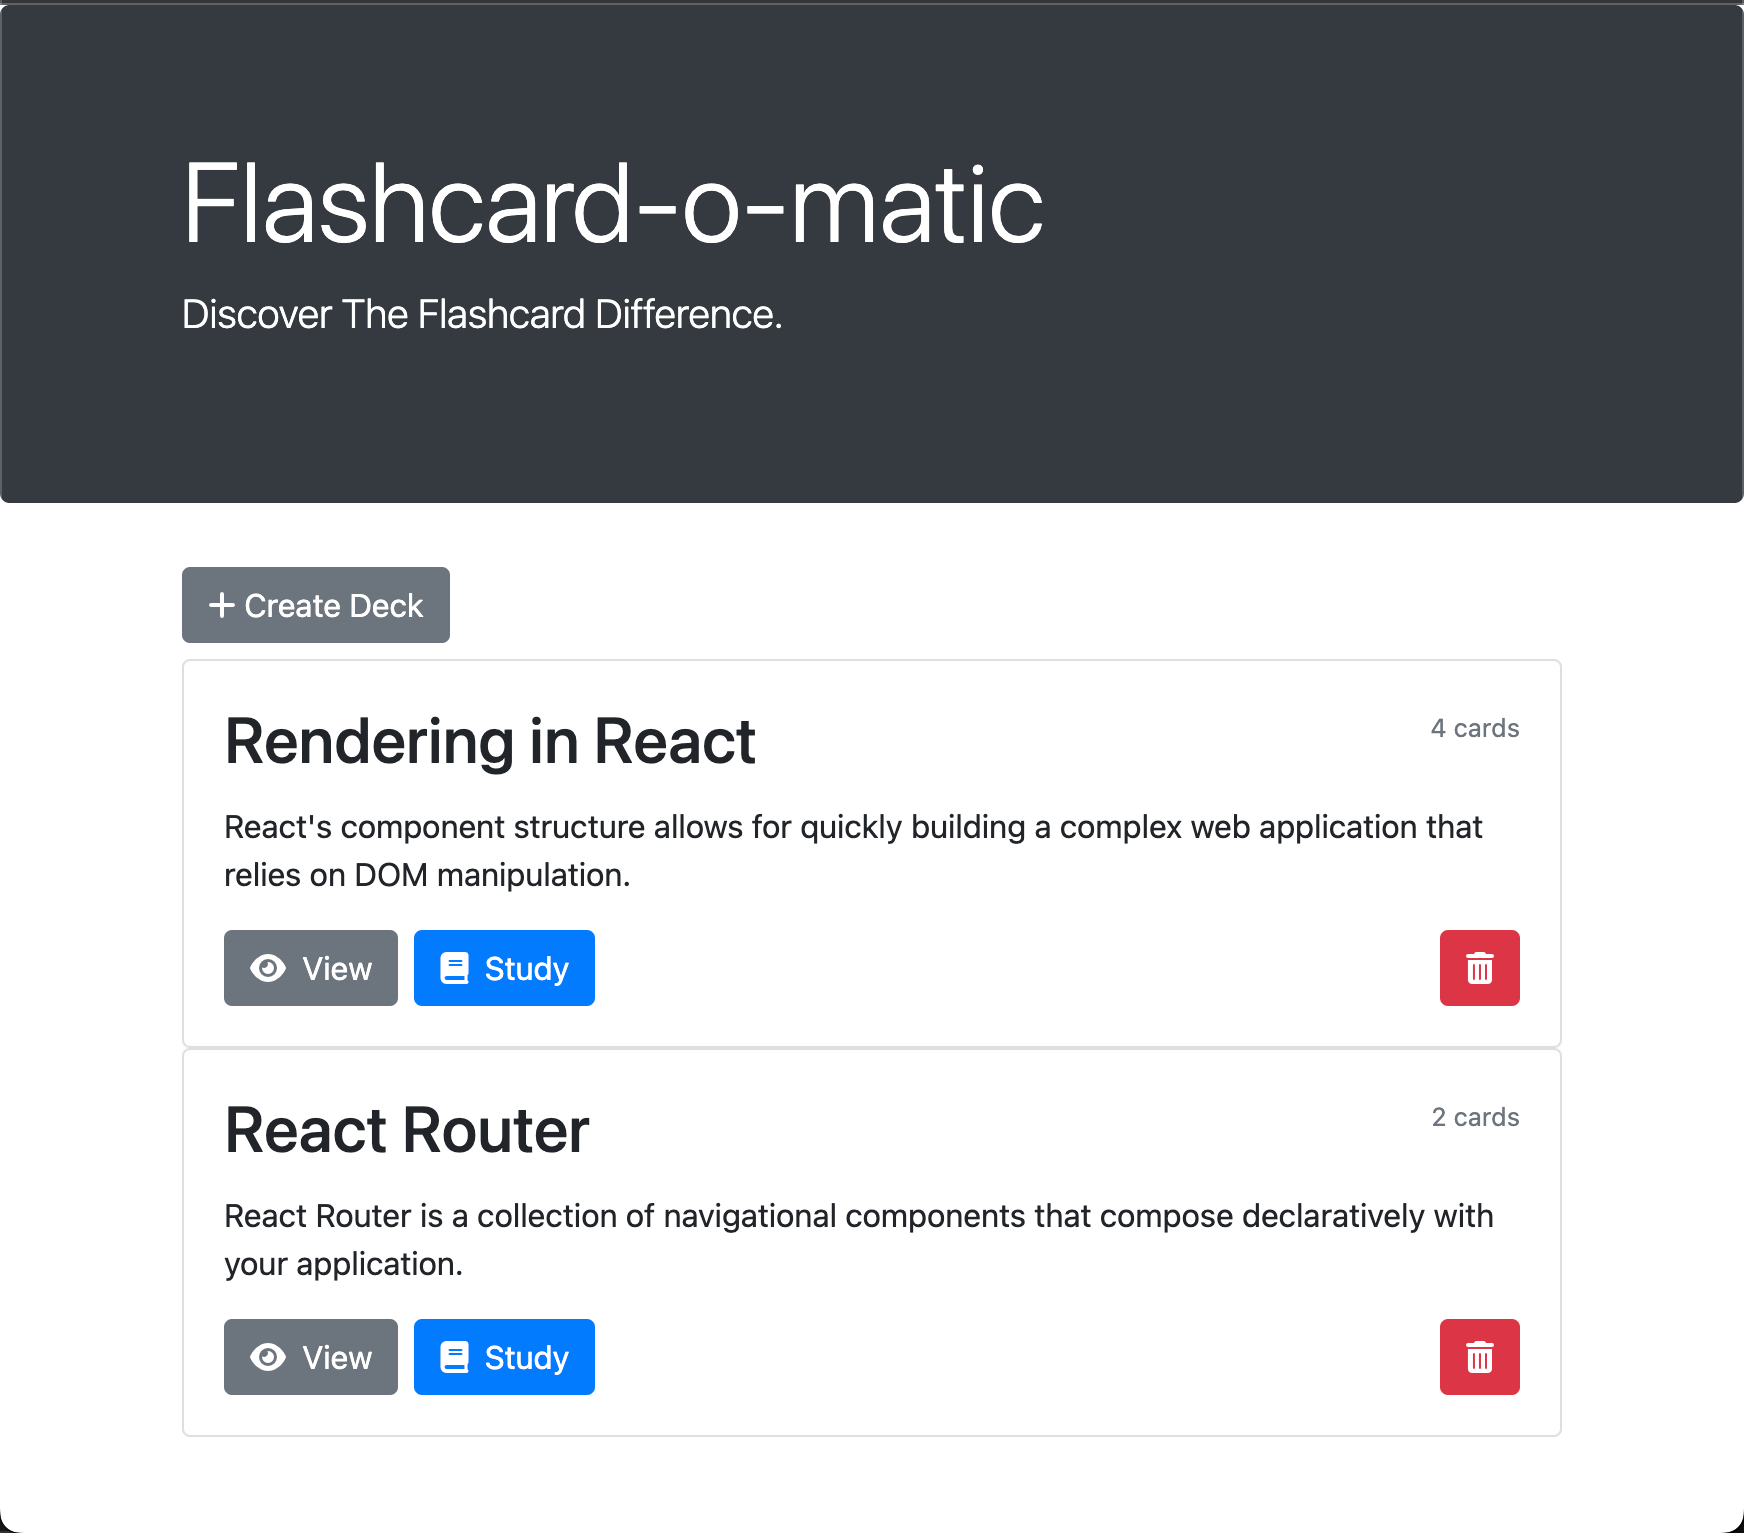 Flashcard-o-matic
Discover The Flashcard Difference.
+ Create Deck
Rendering in React
4 cards
React's component structure allows for quickly building a complex web application that
relies on DOM manipulation.
View
Study
React Router
2 cards
React Router is a collection of navigational components that compose declaratively with
your application.
View
Study